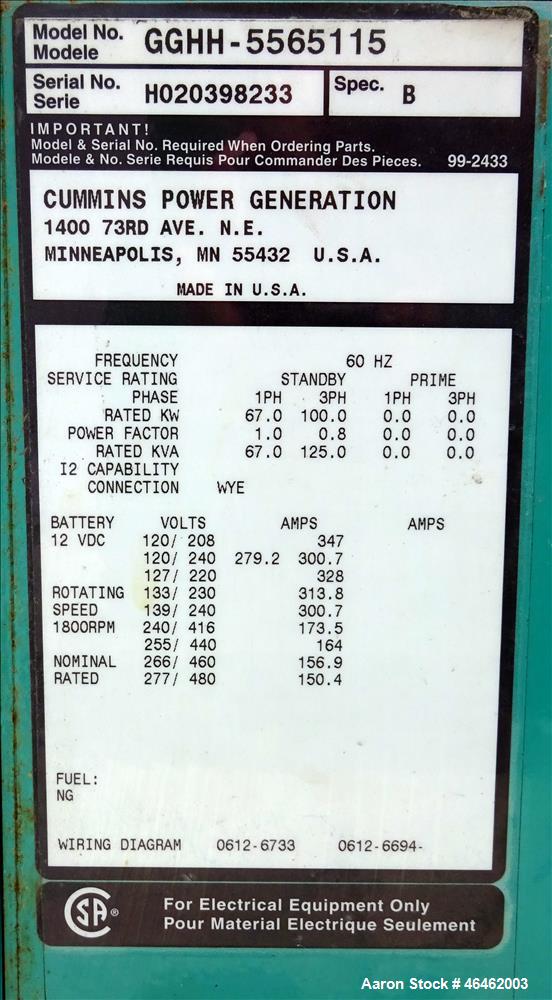 Model No.
Modele
GGHH-5565115
Serial No.
Serie
H020398233
Spec. B
IMPORTANT!
Model & Serial No. Required When Ordering Parts.
Modele & No. Serie Requis Pour Commander Des Pieces. 99-2433
CUMMINS POWER GENERATION
1400 73RD AVE. N.E.
MINNEAPOLIS, MN 55432 U.S.A.
MADE IN U.S.A.
FREQUENCY 60 HZ
SERVICE RATING STANDBY PRIME
PHASE 1PH 3PH 1PH 3PH
RATED KW 67.0 100.0 0.0 0.0
POWER FACTOR 1.0 0.8 0.0 0.0
RATED KVA 67.0 125.0 0.0 0.0
I2 CAPABILITY
CONNECTION WYE
BATTERY VOLTS AMPS AMPS
12 VDC 120/ 208 347
120/ 240 279.2 300.7
127/ 220 328
ROTATING 133/ 230 313.8
SPEED 139/ 240 300.7
1800RPM 240/ 416 173.5
255/ 440 164
NOMINAL 266/ 460 156.9
RATED 277/ 480 150.4
FUEL:
NG
WIRING DIAGRAM 0612-6733 0612-6694-
SA®
For Electrical Equipment Only
Pour Material Electrique Seulement
Aaron Stock # 46462003